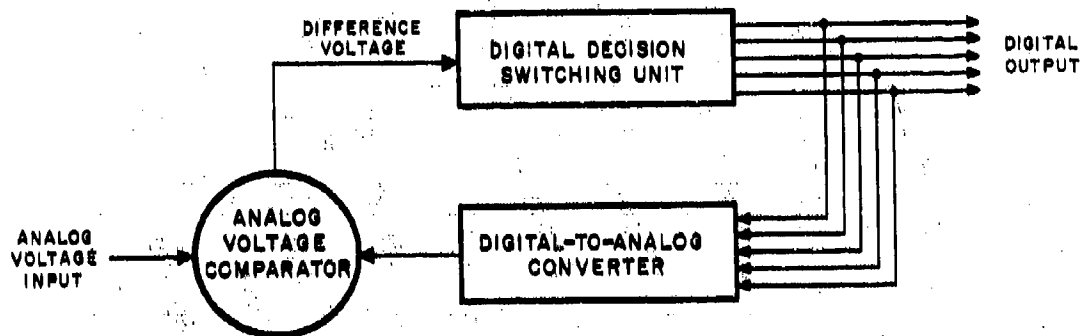 DIFFERENCE
VOLTAGE
DIGITAL DECISION
SWITCHING UNIT
DIGITAL
OUTPUT
ANALOG
VOLTAGE
INPUT
ANALOG
VOLTAGE
COMPARATOR
DIGITAL-TO-ANALOG
CONVERTER